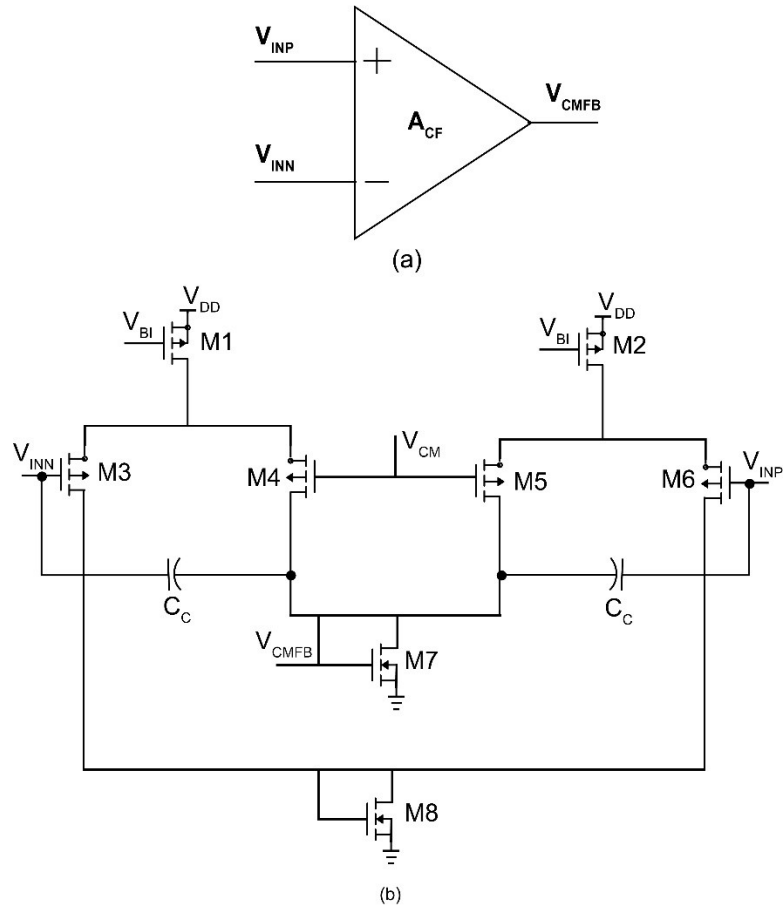 V_INP
+
A_CF
V_CMFB
V_INN
−
(a)
V_DD
V_DD
V_BI
M1
V_BI
M2
V_CM
V_INN
M3
M4
M5
M6
V_INP
C_C
C_C
V_CMFB
M7
M8
(b)